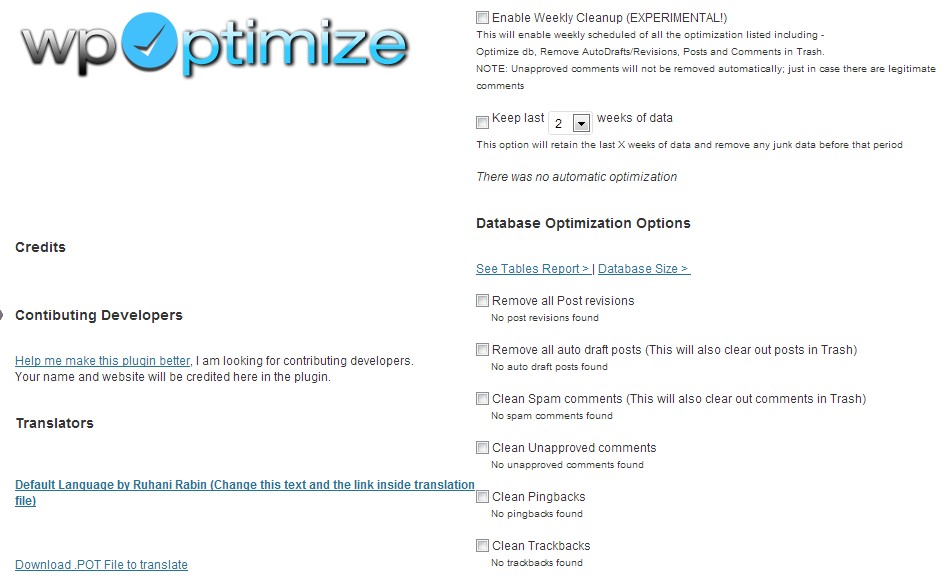 wp optimize
Credits
Contibuting Developers
Help me make this plugin better, I am looking for contributing developers.
Your name and website will be credited here in the plugin.
Translators
Default Language by Ruhani Rabin (Change this text and the link inside translation
file)
Download .POT File to translate
Enable Weekly Cleanup (EXPERIMENTAL!)
This will enable weekly scheduled of all the optimization listed including -
Optimize db, Remove AutoDrafts/Revisions, Posts and Comments in Trash.
NOTE: Unapproved comments will not be removed automatically; just in case there are legitimate
comments
Keep last 2 weeks of data
This option will retain the last X weeks of data and remove any junk data before that period
There was no automatic optimization
Database Optimization Options
See Tables Report > | Database Size >
Remove all Post revisions
No post revisions found
Remove all auto draft posts (This will also clear out posts in Trash)
No auto draft posts found
Clean Spam comments (This will also clear out comments in Trash)
No spam comments found
Clean Unapproved comments
No unapproved comments found
Clean Pingbacks
No pingbacks found
Clean Trackbacks
No trackbacks found